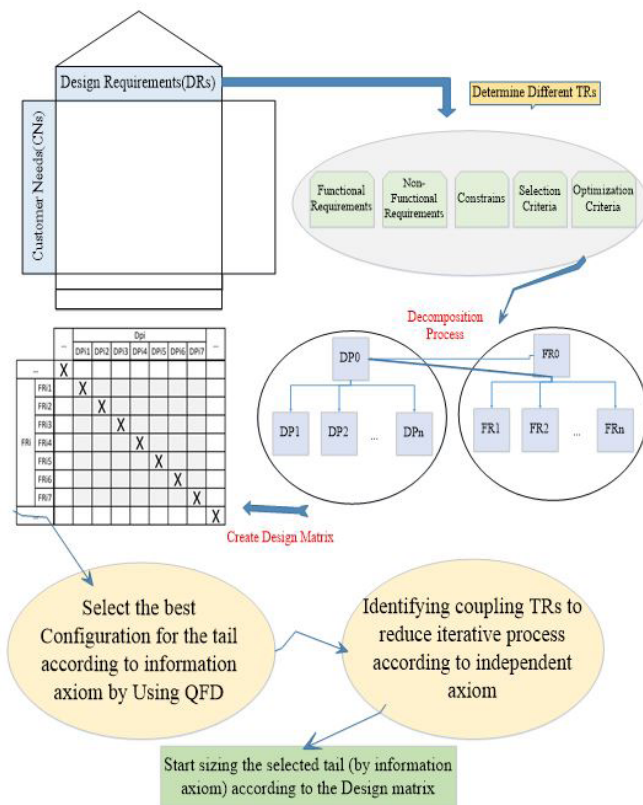 Design Requirements(DRs)
Customer Needs(CNs)
Determine Different TRs
Functional
Requirements
Non-
Functional
Requirements
Constrains
Selection
Criteria
Optimization
Criteria
Decomposition
Process
DP0
DP1
DP2
...
DPn
FR0
FR1
FR2
...
FRn
...
Dpi
...
DPi1 DPi2 DPi3 DPi4 DPi5 DPi6 DPi7
... X
FRi
FRi1 X
FRi2 X
FRi3 X
FRi4 X
FRi5 X
FRi6 X
FRi7 X
... X
Create Design Matrix
Select the best
Configuration for the tail
according to information
axiom by Using QFD
Identifying coupling TRs to
reduce iterative process
according to independent
axiom
Start sizing the selected tail (by information
axiom) according to the Design matrix